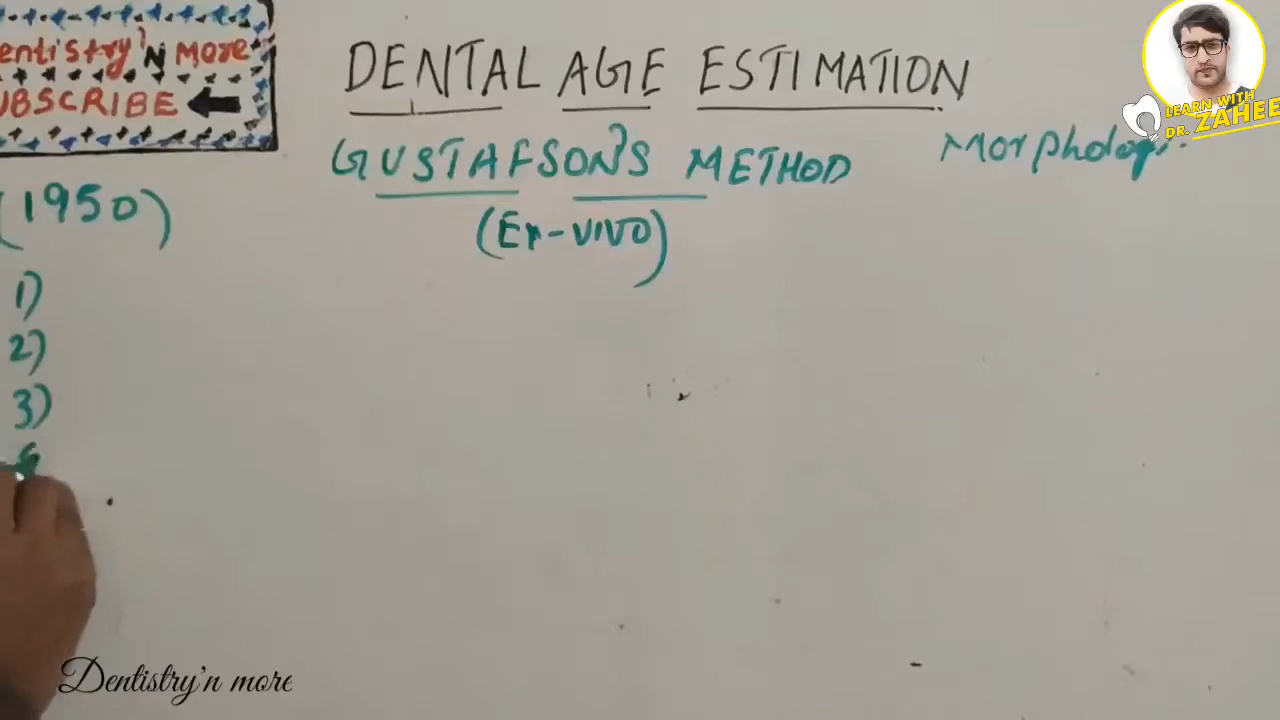 entistry'n more
UBSCRIBE
DENTAL AGE ESTIMATION
LEARN WITH
DR. ZAHEE
GUSTAFSON'S METHOD
Morphologi
(1950)
(Ex-VIVO)
1)
2)
3)
Dentistry'n more